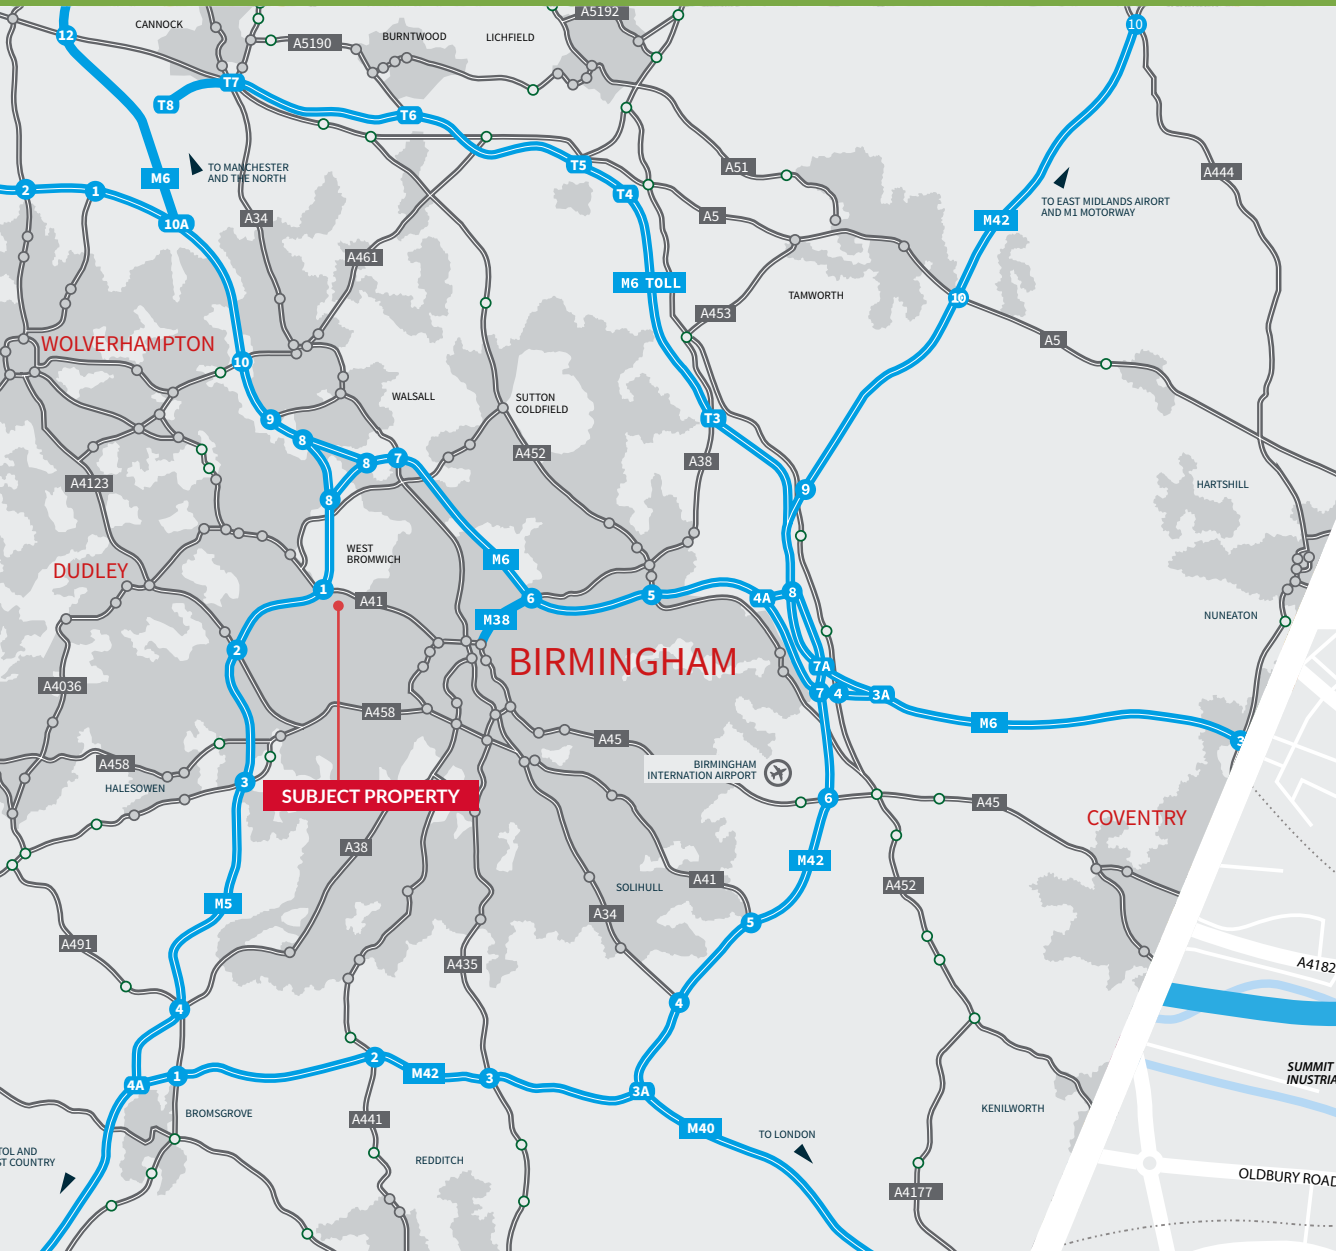 A5192
CANNOCK
10
12
A5190
BURNTWOOD
LICHFIELD
T7
T8
T6
TO MANCHESTER
AND THE NORTH
T5
A51
A444
M6
2
1
T4
TO EAST MIDLANDS AIRORT
AND M1 MOTORWAY
10A
A34
A5
M42
A461
M6 TOLL
TAMWORTH
10
A453
WOLVERHAMPTON
A5
10
WALSALL
SUTTON
COLDFIELD
9
T3
8
A452
8
7
A38
A4123
8
9
HARTSHILL
WEST
BROMWICH
M6
DUDLEY
1
A41
6
5
4A
8
M38
NUNEATON
2
BIRMINGHAM
7A
A4036
7
4
3A
A458
M6
A45
3
A458
BIRMINGHAM
INTERNATION AIRPORT
HALESOWEN
3
SUBJECT PROPERTY
6
A45
COVENTRY
A38
M42
SOLIHULL
A41
A452
M5
A34
5
A491
A435
A4182
4
4
SUMMIT
INUSTRIA
2
M42
3
4A
1
3A
BROMSGROVE
A441
M40
KENILWORTH
TO LONDON
TOL AND
ST COUNTRY
REDDITCH
OLDBURY ROAD
A4177